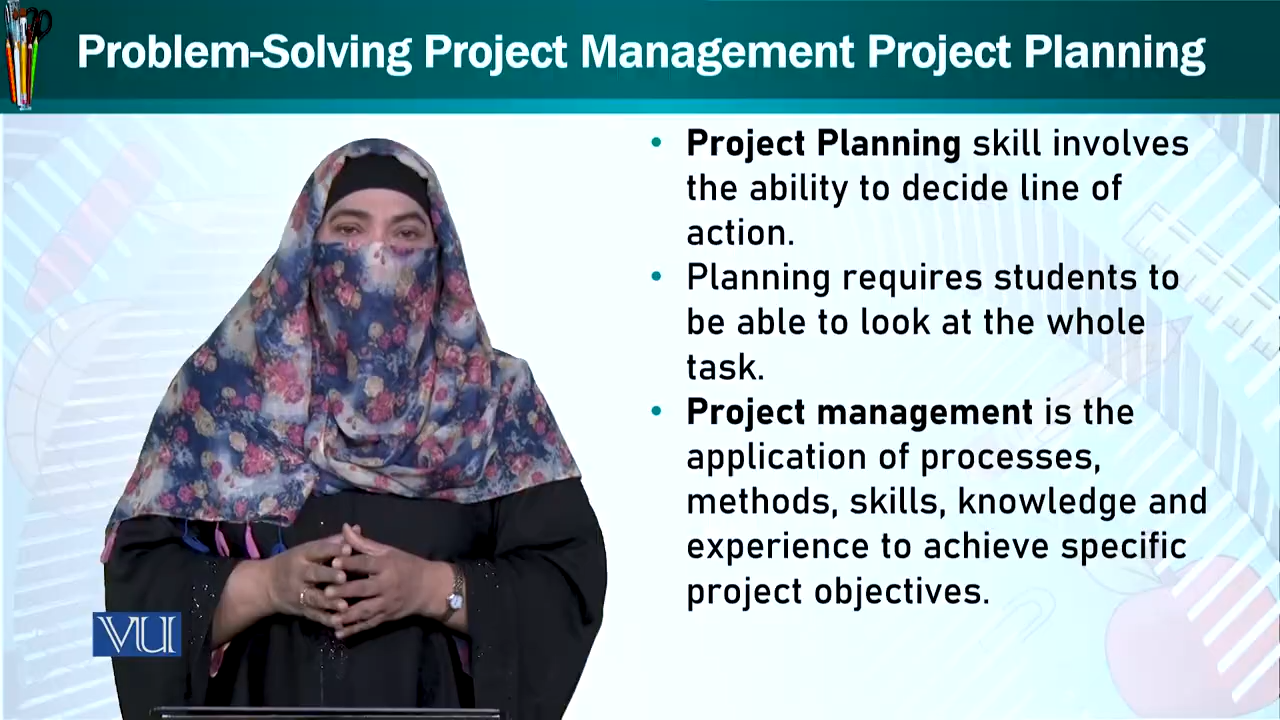 Problem-Solving Project Management Project Planning
• Project Planning skill involves
the ability to decide line of
action.
• Planning requires students to
be able to look at the whole
task.
• Project management is the
application of processes,
methods, skills, knowledge and
experience to achieve specific
project objectives.
VU